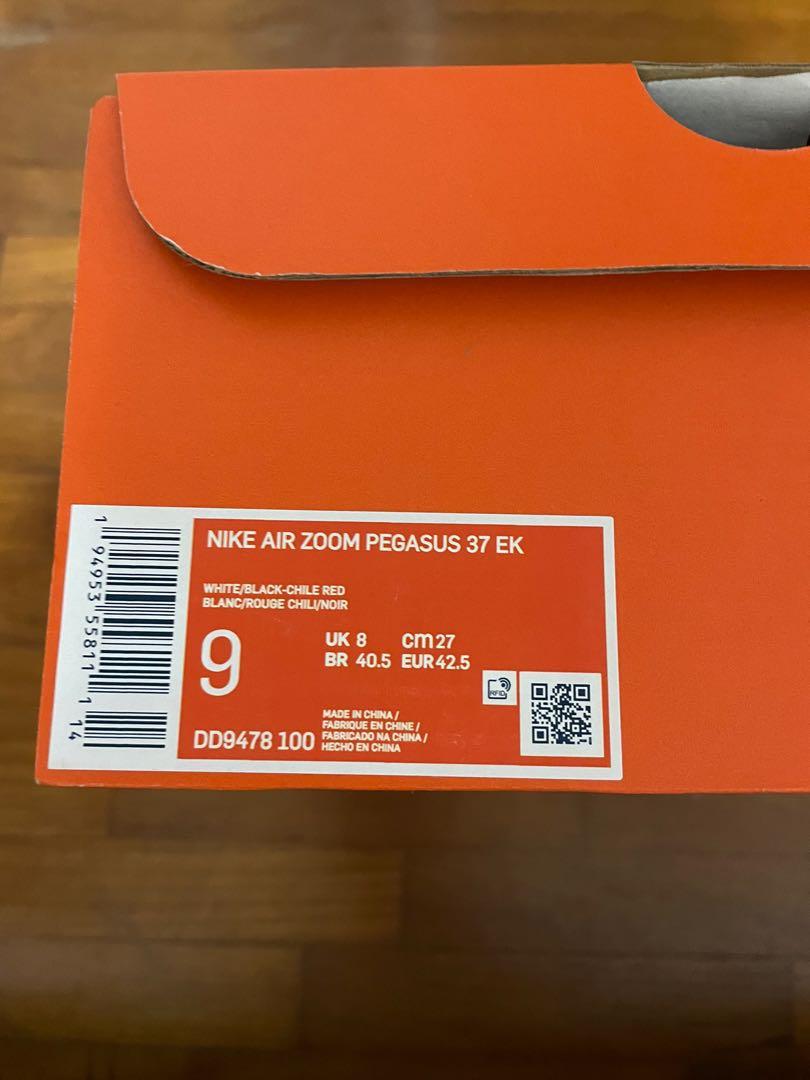 NIKE AIR ZOOM PEGASUS 37 EK
WHITE/BLACK-CHILE RED
BLANC/ROUGE CHILI/NOIR
9
UK 8 cm 27
BR 40.5 EUR 42.5
RFID
DD9478 100
MADE IN CHINA /
FABRIQUE EN CHINE /
FABRICADO NA CHINA /
HECHO EN CHINA
1 94953 55811 1 14